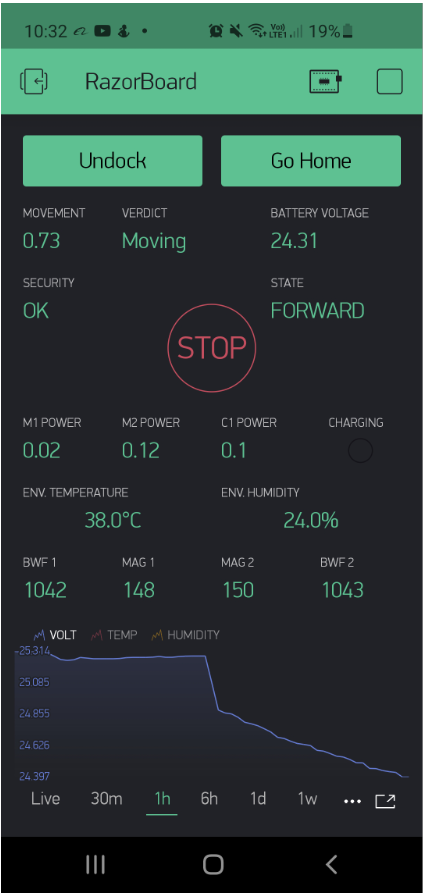 10:32 19%
Vo))
LTE1
RazorBoard
Undock Go Home
MOVEMENT VERDICT BATTERY VOLTAGE
0.73 Moving 24.31
SECURITY STATE
OK FORWARD
STOP
M1 POWER M2 POWER C1 POWER CHARGING
0.02 0.12 0.1
ENV. TEMPERATURE ENV. HUMIDITY
38.0°C 24.0%
BWF 1 MAG 1 MAG 2 BWF 2
1042 148 150 1043
VOLT TEMP HUMIDITY
25.314
25.085
24.855
24.626
24.397
Live 30m 1h 6h 1d 1w